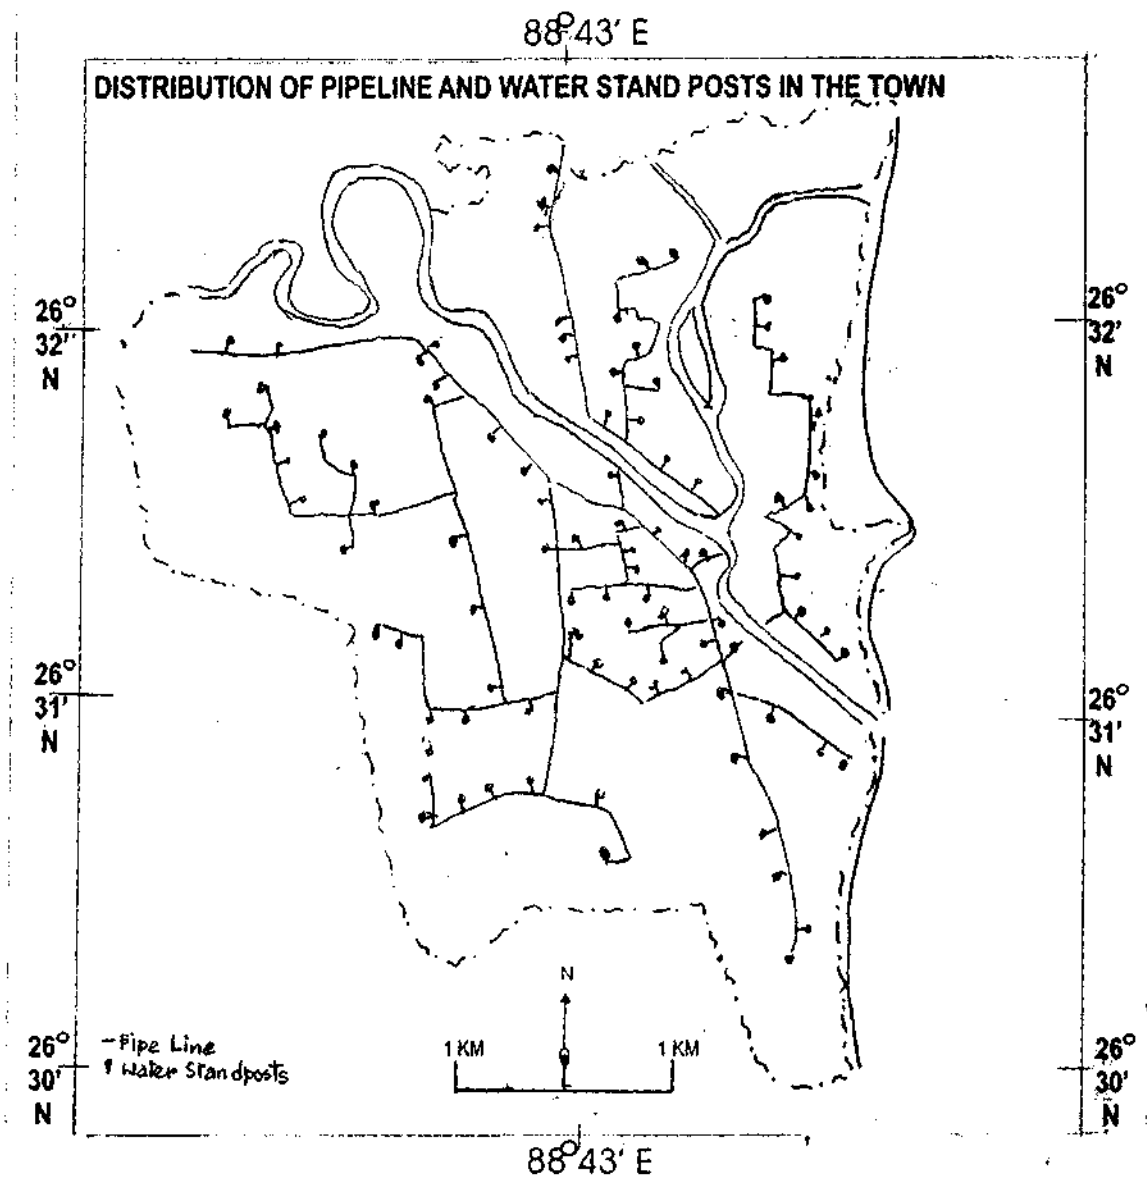 88°43' E
DISTRIBUTION OF PIPELINE AND WATER STAND POSTS IN THE TOWN
26°
32'
N
26°
32'
N
26°
31'
N
26°
31'
N
N
1 KM 1 KM
— Pipe Line
Water Standposts
26°
30'
N
26°
30'
N
88°43' E